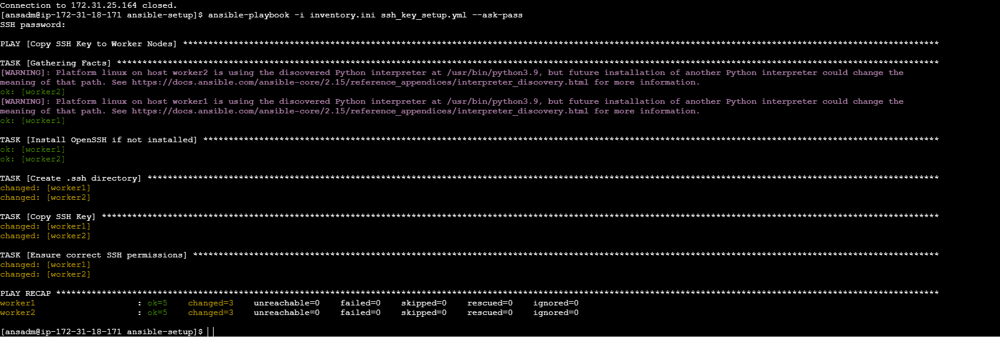 Connection to 172.31.25.164 closed.
[ansadm@ip-172-31-18-171 ansible-setup]$ ansible-playbook -i inventory.ini ssh_key_setup.yml --ask-pass
SSH password:
PLAY [Copy SSH Key to Worker Nodes] *****************************************************************************************************************************************************
TASK [Gathering Facts] ******************************************************************************************************************************************************************
[WARNING]: Platform linux on host worker2 is using the discovered Python interpreter at /usr/bin/python3.9, but future installation of another Python interpreter could change the
meaning of that path. See https://docs.ansible.com/ansible-core/2.15/reference_appendices/interpreter_discovery.html for more information.
ok: [worker2]
[WARNING]: Platform linux on host worker1 is using the discovered Python interpreter at /usr/bin/python3.9, but future installation of another Python interpreter could change the
meaning of that path. See https://docs.ansible.com/ansible-core/2.15/reference_appendices/interpreter_discovery.html for more information.
ok: [worker1]
TASK [Install OpenSSH if not installed] *************************************************************************************************************************************************
ok: [worker1]
ok: [worker2]
TASK [Create .ssh directory] ************************************************************************************************************************************************************
changed: [worker1]
changed: [worker2]
TASK [Copy SSH Key] *********************************************************************************************************************************************************************
changed: [worker1]
changed: [worker2]
TASK [Ensure correct SSH permissions] ***************************************************************************************************************************************************
changed: [worker1]
changed: [worker2]
PLAY RECAP ******************************************************************************************************************************************************************************
worker1                    : ok=5    changed=3    unreachable=0    failed=0    skipped=0    rescued=0    ignored=0
worker2                    : ok=5    changed=3    unreachable=0    failed=0    skipped=0    rescued=0    ignored=0
[ansadm@ip-172-31-18-171 ansible-setup]$